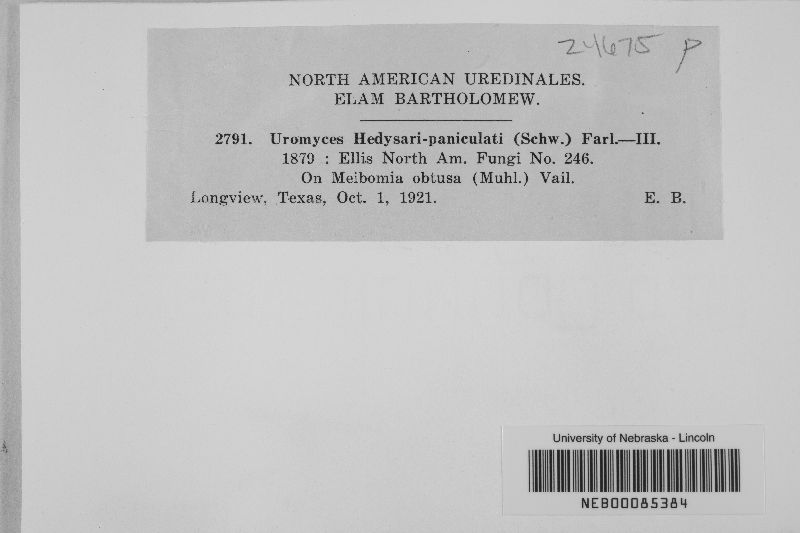 24675 P
NORTH AMERICAN UREDINALES.
ELAM BARTHOLOMEW.
2791. Uromyces Hedysari-paniculati (Schw.) Farl.—III.
1879 : Ellis North Am. Fungi No. 246.
On Meibomia obtusa (Muhl.) Vail.
Longview, Texas, Oct. 1, 1921. E. B.
University of Nebraska - Lincoln
NEB00085384